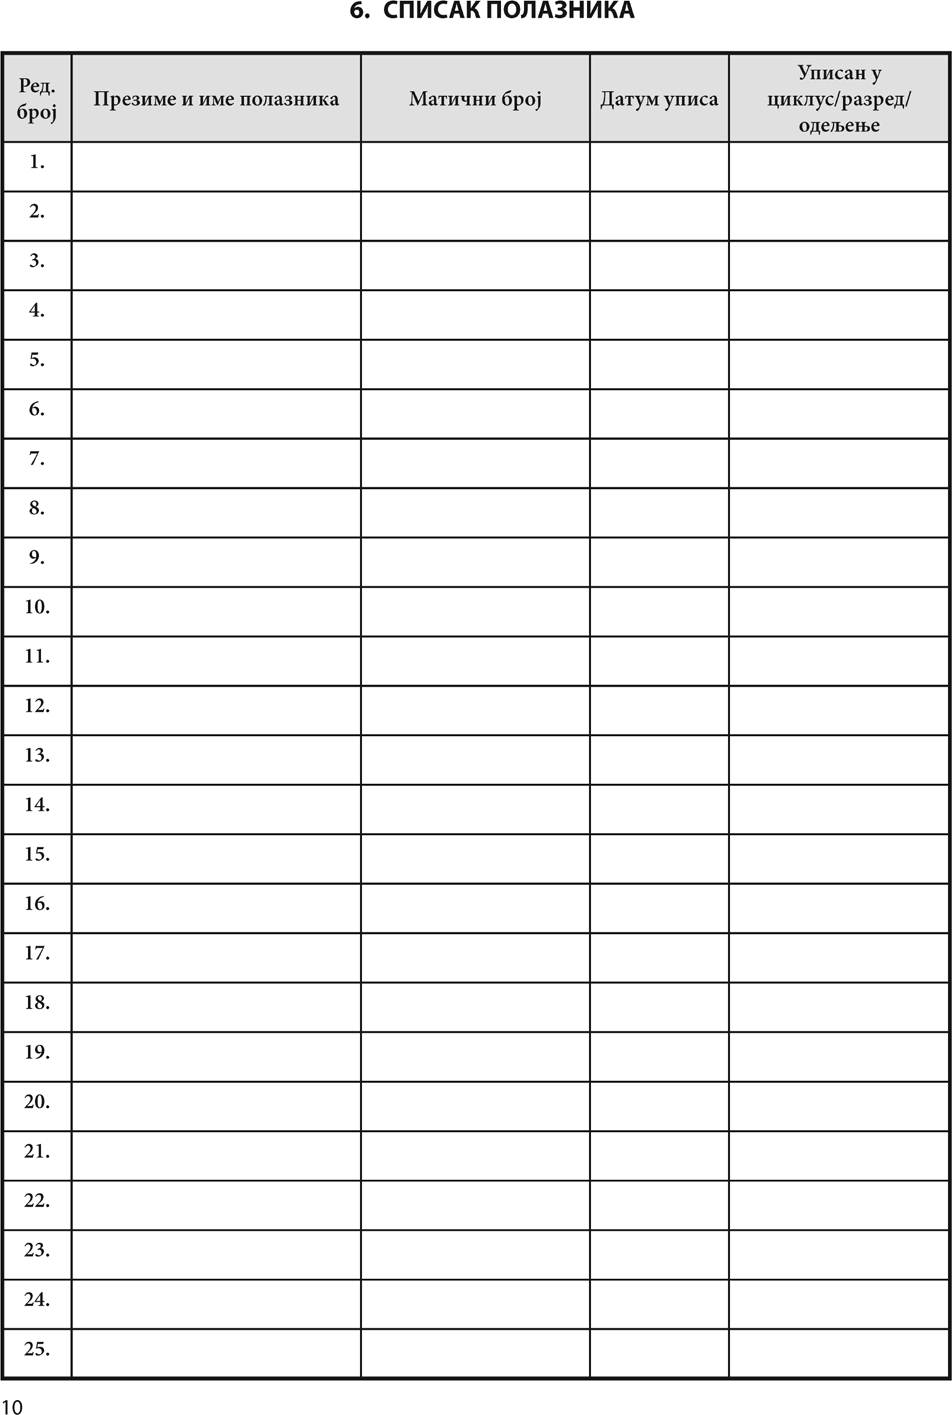 6. СПИСАК ПОЛАЗНИКА
Ред.
број
Презиме и име полазника
Матични број
Датум уписа
Уписан у
циклус/разред/
одељење
1.
2.
3.
4.
5.
6.
7.
8.
9.
10.
11.
12.
13.
14.
15.
16.
17.
18.
19.
20.
21.
22.
23.
24.
25.
10